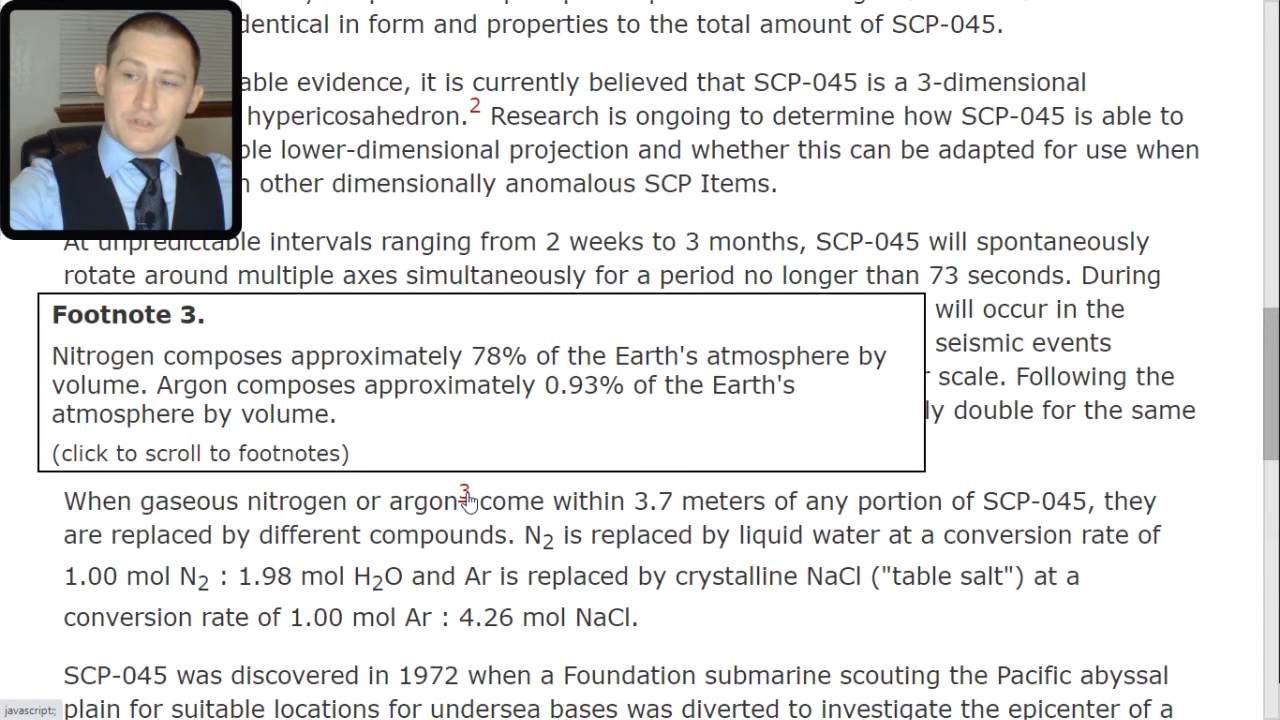 dentical in form and properties to the total amount of SCP-045.
able evidence, it is currently believed that SCP-045 is a 3-dimensional
hypericosahedron.2 Research is ongoing to determine how SCP-045 is able to
ble lower-dimensional projection and whether this can be adapted for use when
n other dimensionally anomalous SCP Items.
At unpredictable intervals ranging from 2 weeks to 3 months, SCP-045 will spontaneously
rotate around multiple axes simultaneously for a period no longer than 73 seconds. During
will occur in the
seismic events
r scale. Following the
ly double for the same
Footnote 3.
Nitrogen composes approximately 78% of the Earth's atmosphere by
volume. Argon composes approximately 0.93% of the Earth's
atmosphere by volume.
(click to scroll to footnotes)
When gaseous nitrogen or argon3 come within 3.7 meters of any portion of SCP-045, they
are replaced by different compounds. N2 is replaced by liquid water at a conversion rate of
1.00 mol N2 : 1.98 mol H2O and Ar is replaced by crystalline NaCl ("table salt") at a
conversion rate of 1.00 mol Ar : 4.26 mol NaCl.
SCP-045 was discovered in 1972 when a Foundation submarine scouting the Pacific abyssal
plain for suitable locations for undersea bases was diverted to investigate the epicenter of a
javascript:;